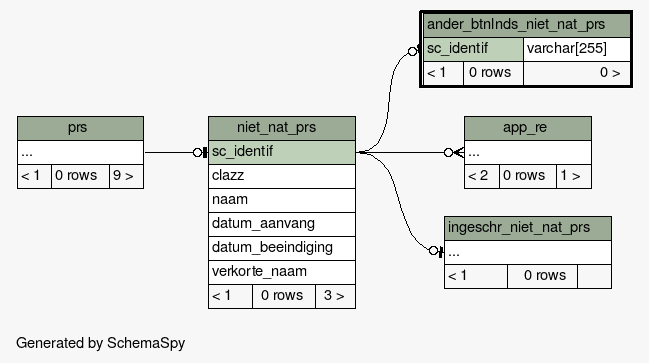 ander_btnlnds_niet_nat_prs
sc_identif varchar[255]
< 1 0 rows 0 >
prs
...
< 1 0 rows 9 >
niet_nat_prs
sc_identif
clazz
naam
datum_aanvang
datum_beeindiging
verkorte_naam
< 1 0 rows 3 >
app_re
...
< 2 0 rows 1 >
ingeschr_niet_nat_prs
...
< 1 0 rows
Generated by SchemaSpy